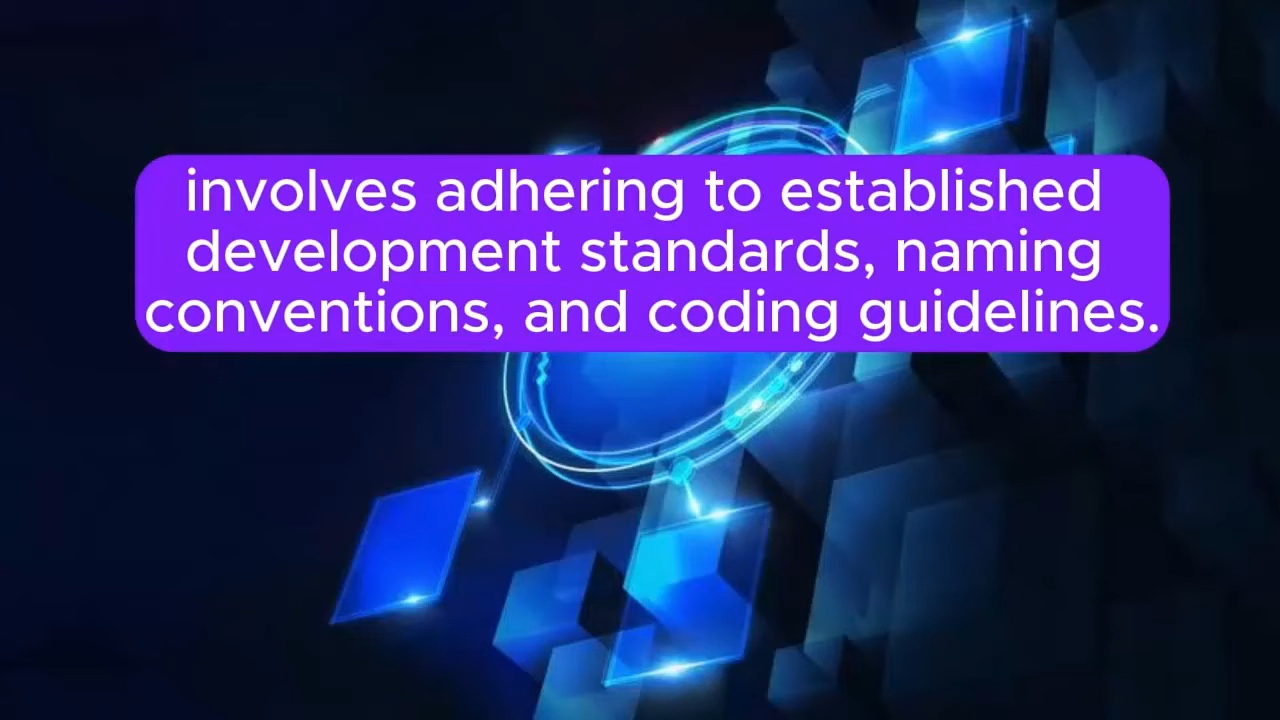 involves adhering to established
development standards, naming
conventions, and coding guidelines.